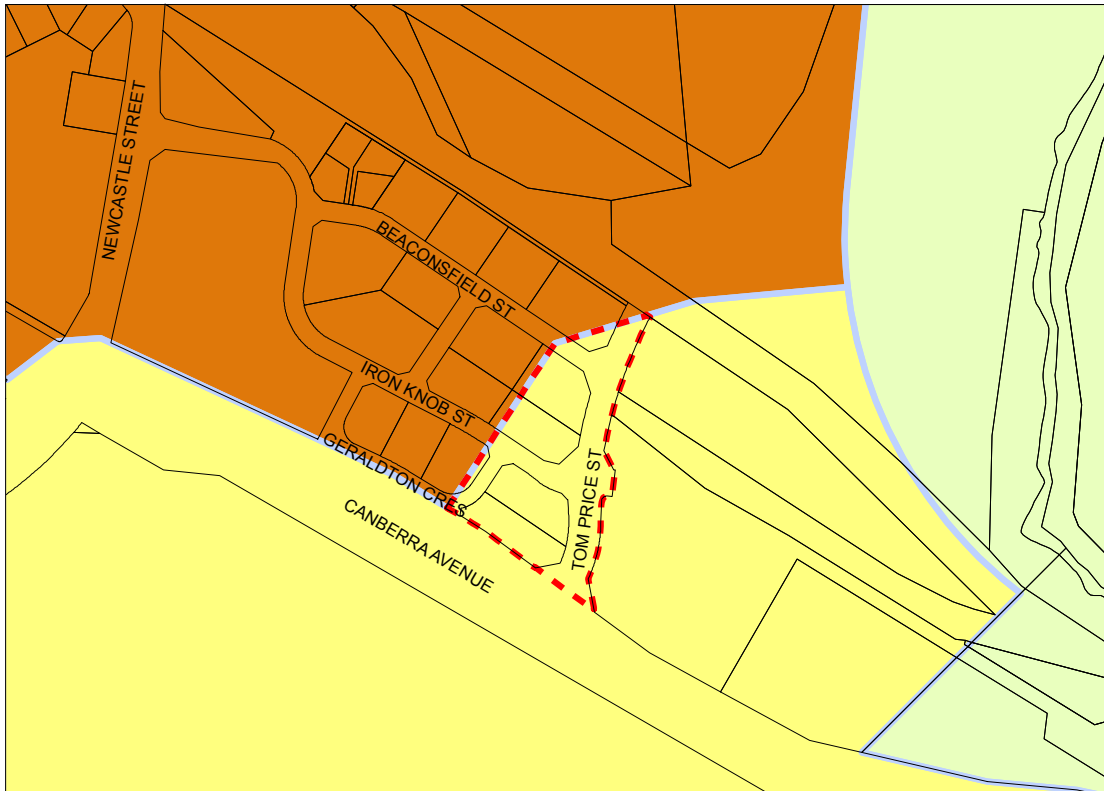 NEWCASTLE STREET
BEACONSFIELD ST
IRON KNOB ST
GERALDTON CRES
CANBERRA AVENUE
TOM PRICE ST